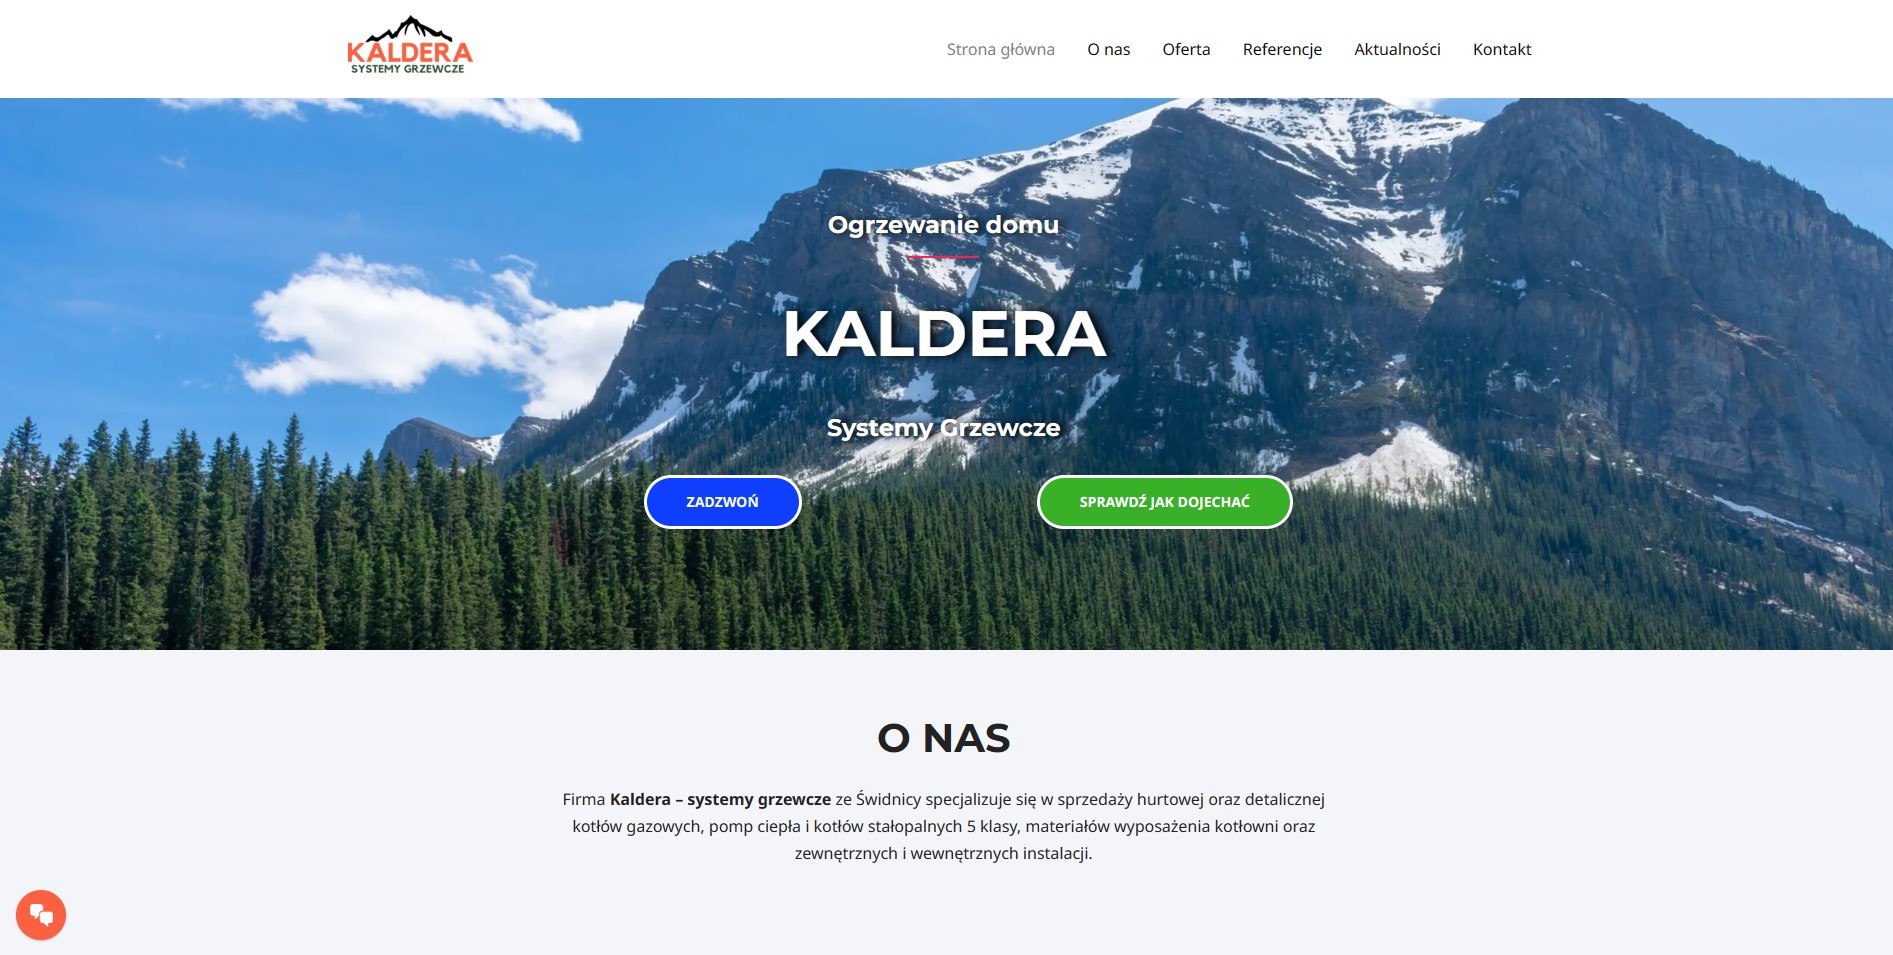 KALDERA
SYSTEMY GRZEWCZE
Strona główna
O nas
Oferta
Referencje
Aktualności
Kontakt
Ogrzewanie domu
KALDERA
Systemy Grzewcze
ZADZWOŃ
SPRAWDŹ JAK DOJECHAĆ
O NAS
Firma Kaldera – systemy grzewcze ze Świdnicy specjalizuje się w sprzedaży hurtowej oraz detalicznej
kotłów gazowych, pomp ciepła i kotłów stałopalnych 5 klasy, materiałów wyposażenia kotłowni oraz
zewnętrznych i wewnętrznych instalacji.